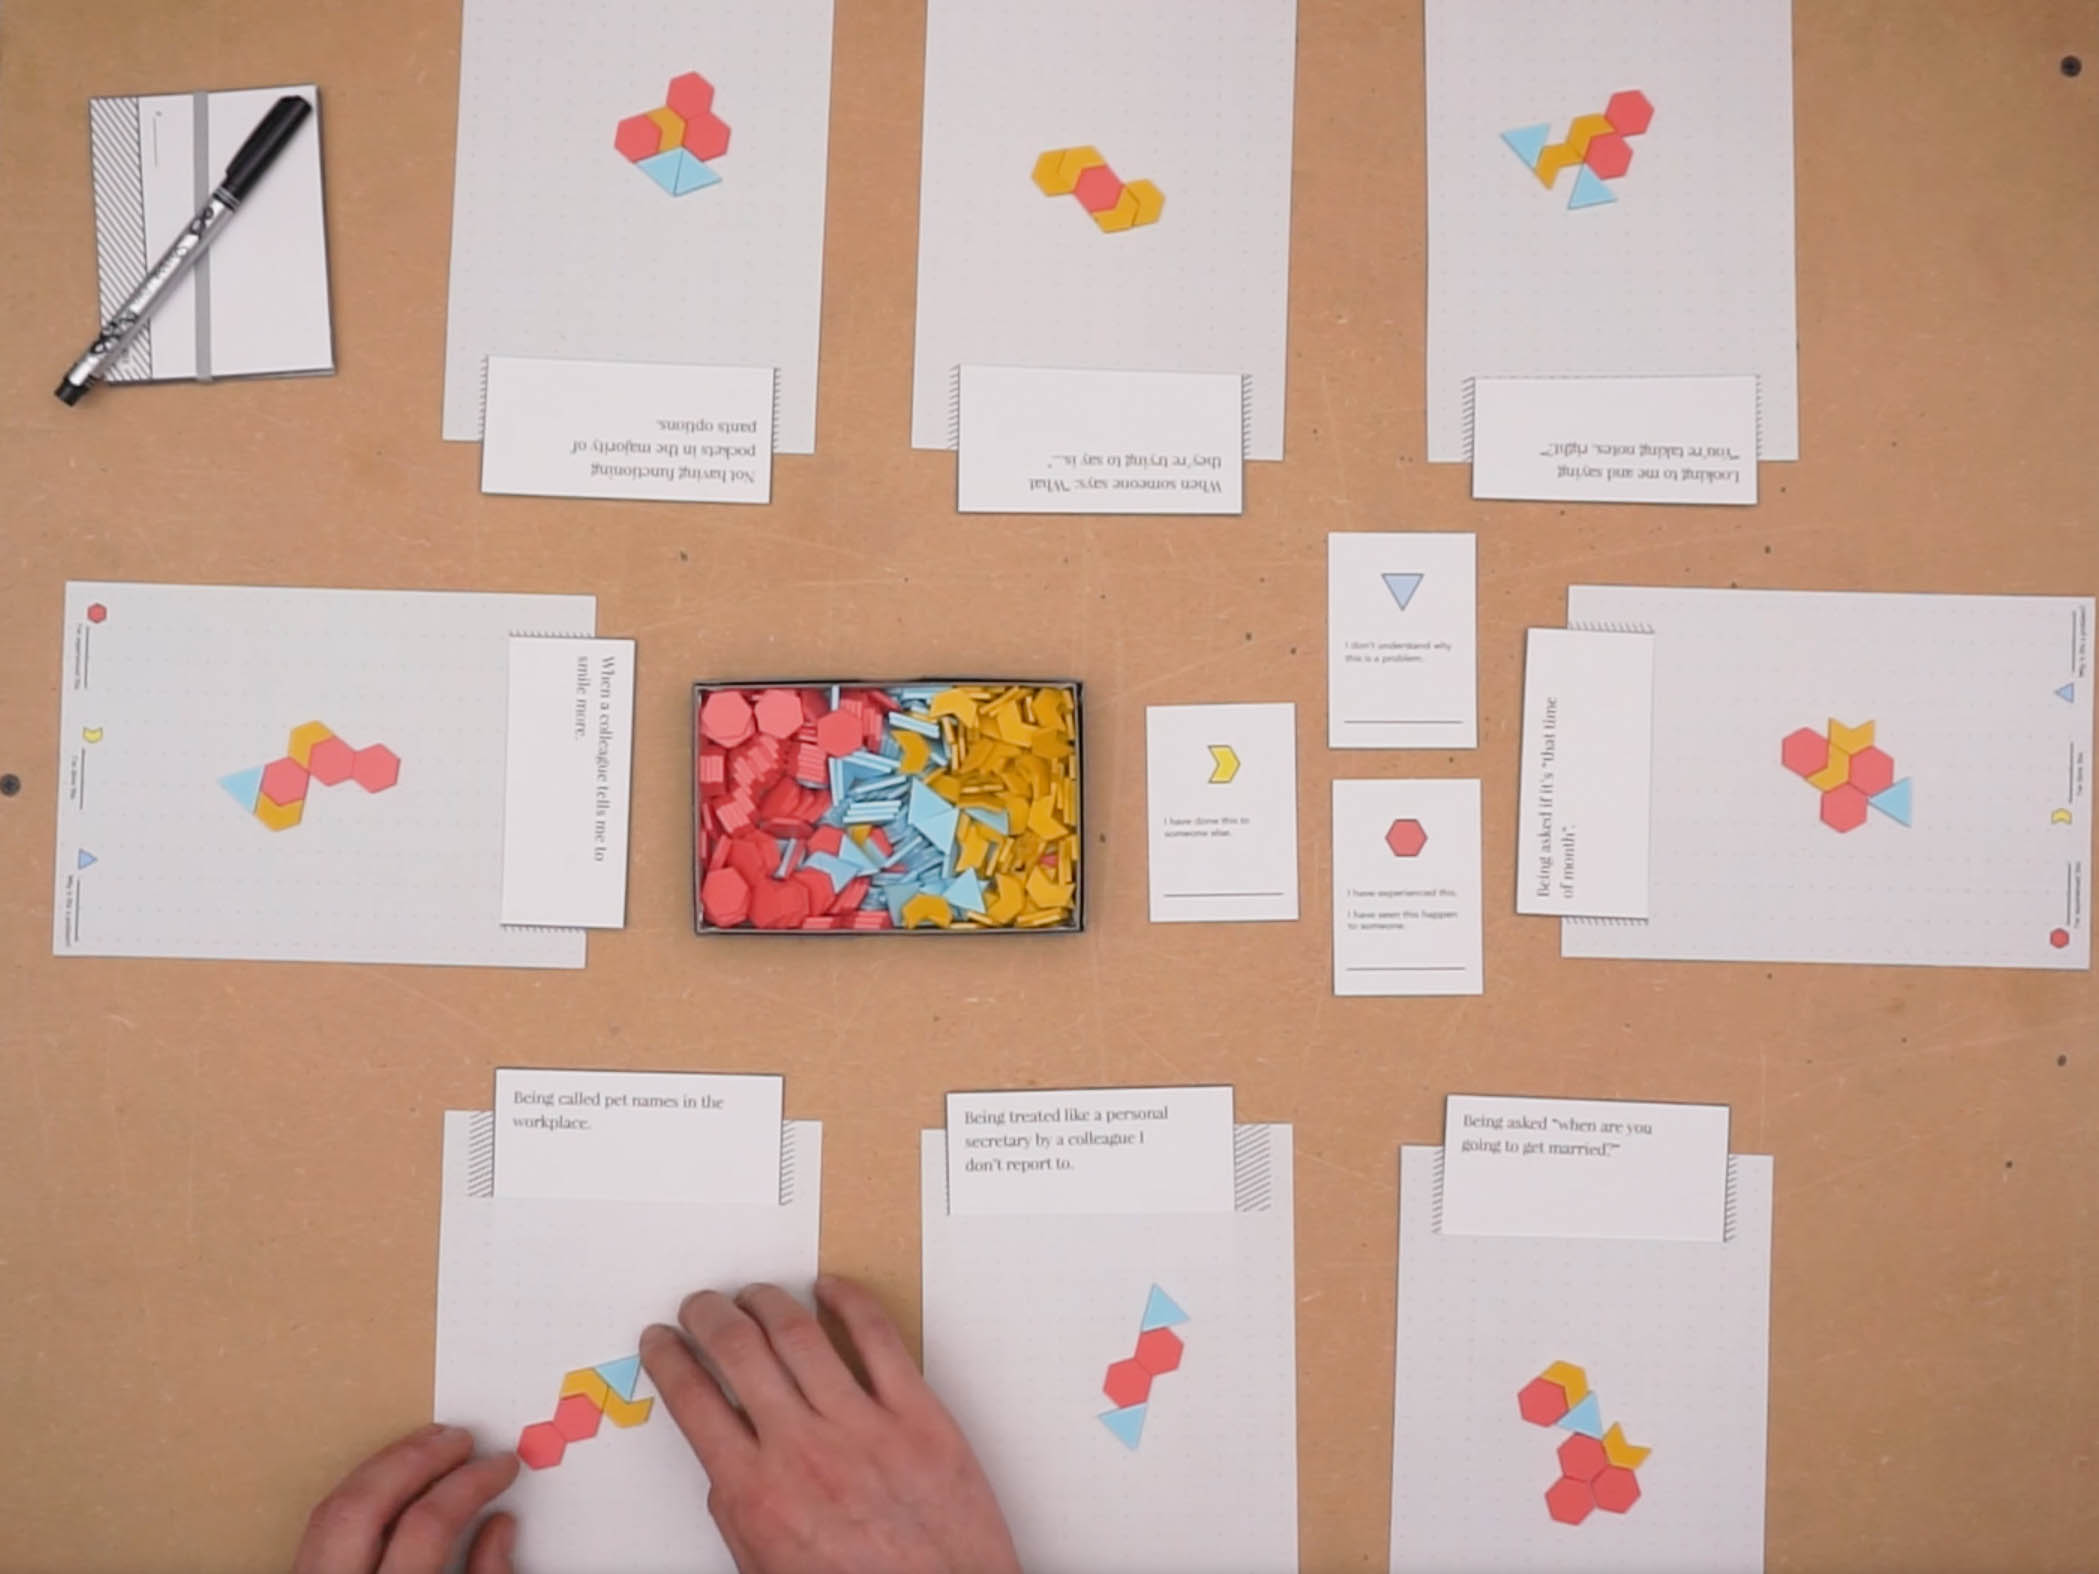 Not having functioning
pockets in the majority of
pants options.
When someone says: "What
they're trying to say is..."
Looking to me and saying
"You're taking notes, right?"
When a colleague tells me to
smile more.
I don't understand why
this is a problem.
I have done this to
someone else.
I have experienced this.
I have seen this happen
to someone.
Being asked if it's "that time
of month".
Being called pet names in the
workplace.
Being treated like a personal
secretary by a colleague I
don't report to.
Being asked "when are you
going to get married?"